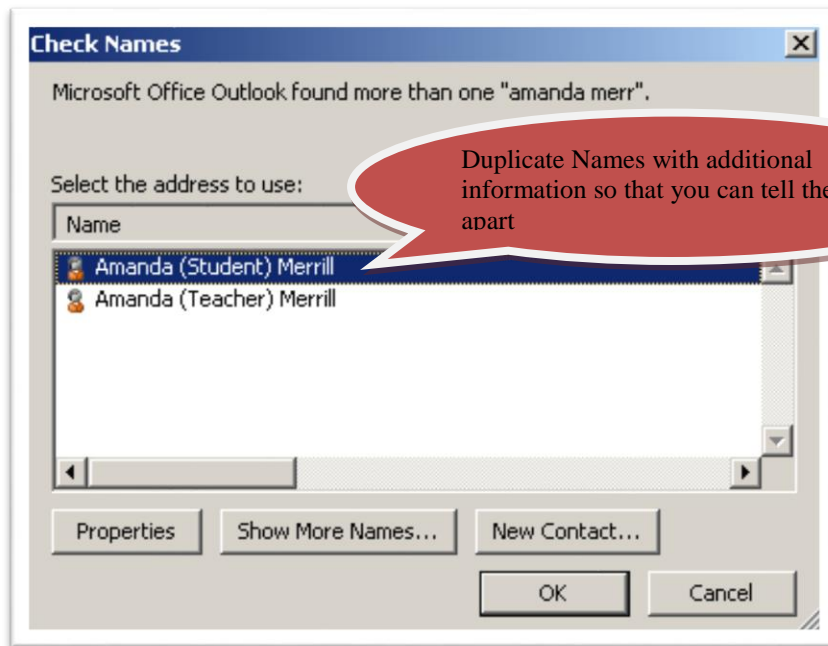 Check Names
Microsoft Office Outlook found more than one "amanda merr".
Duplicate Names with additional
information so that you can tell the
apart
Select the address to use:
Name
Amanda (Student) Merrill
Amanda (Teacher) Merrill
Properties
Show More Names...
New Contact...
OK
Cancel